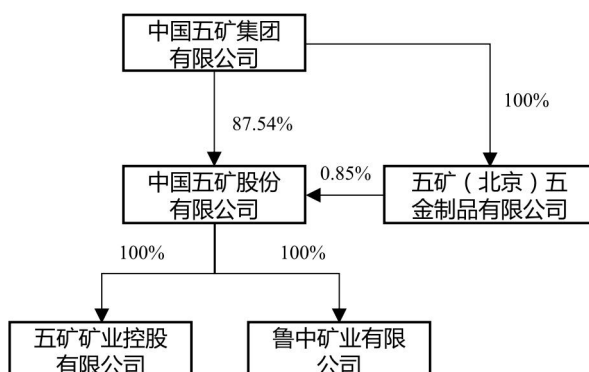 中国五矿集团
有限公司
87.54%
100%
中国五矿股份
有限公司
0.85%
五矿（北京）五
金制品有限公司
100%
100%
五矿矿业控股
有限公司
鲁中矿业有限
公司